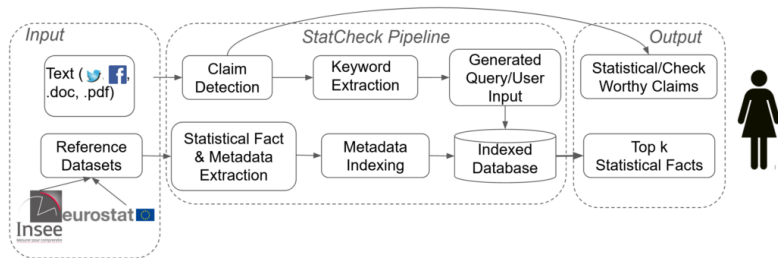 Input
StatCheck Pipeline
Output
Text (
.doc, .pdf)
Claim
Detection
Keyword
Extraction
Generated
Query/User
Input
Statistical/Check
Worthy Claims
Reference
Datasets
Statistical Fact
& Metadata
Extraction
Metadata
Indexing
Indexed
Database
Top k
Statistical Facts
Insee
eurostat